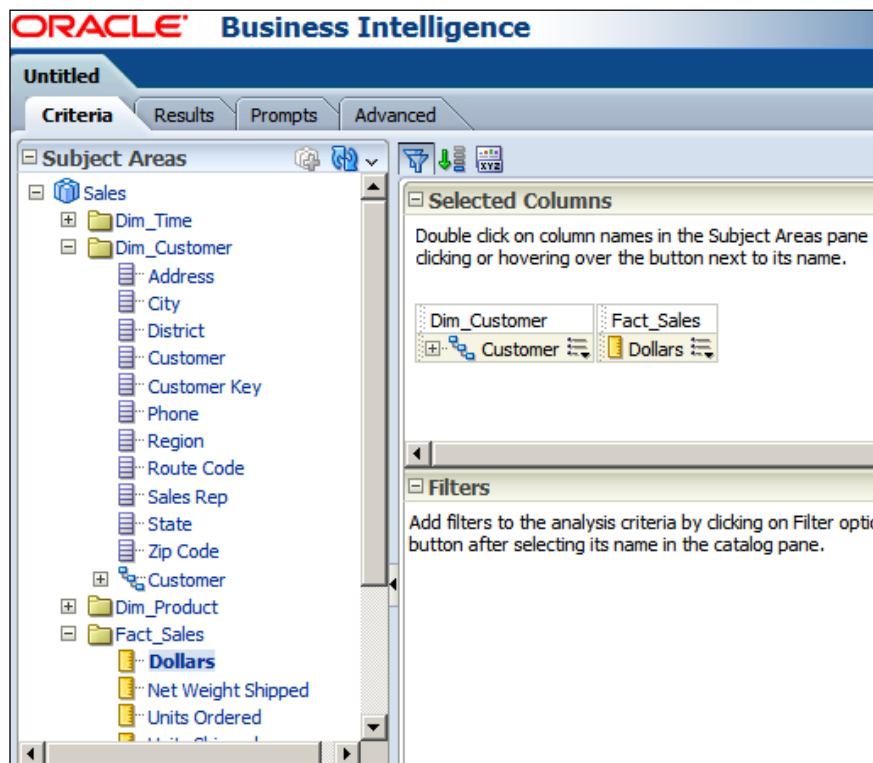 ORACLE Business Intelligence
Untitled
Criteria Results Prompts Advanced
Subject Areas
Sales
Dim_Time
Dim_Customer
Address
City
District
Customer
Customer Key
Phone
Region
Route Code
Sales Rep
State
Zip Code
Customer
Dim_Product
Fact_Sales
Dollars
Net Weight Shipped
Units Ordered
XYZ
Selected Columns
Double click on column names in the Subject Areas pane
clicking or hovering over the button next to its name.
Dim_Customer Fact_Sales
Customer Dollars
Filters
Add filters to the analysis criteria by clicking on Filter
button after selecting its name in the catalog pane.